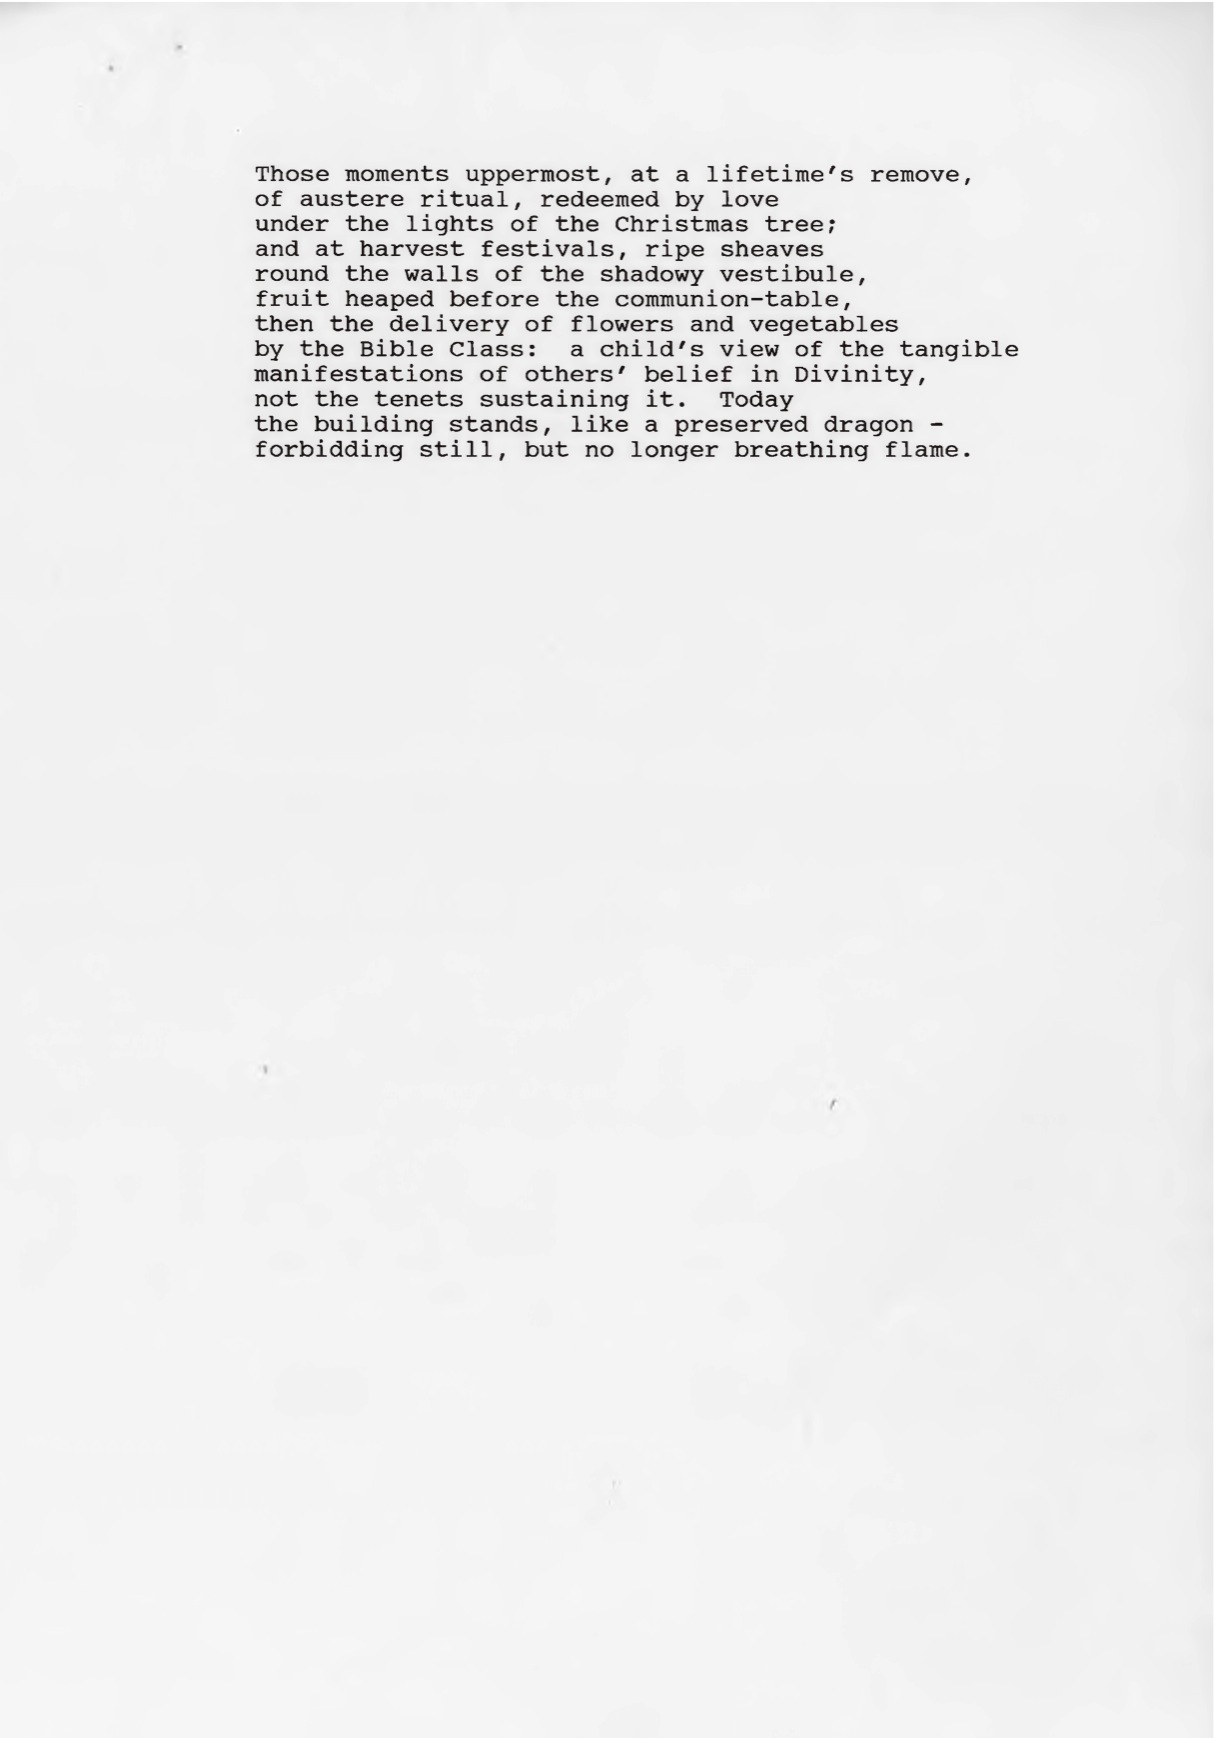 Those moments uppermost, at a lifetime's remove,
of austere ritual, redeemed by love
under the lights of the Christmas tree;
and at harvest festivals, ripe sheaves
round the walls of the shadowy vestibule,
fruit heaped before the communion-table,
then the delivery of flowers and vegetables
by the Bible Class:  a child's view of the tangible
manifestations of others' belief in Divinity,
not the tenets sustaining it.  Today
the building stands, like a preserved dragon -
forbidding still, but no longer breathing flame.